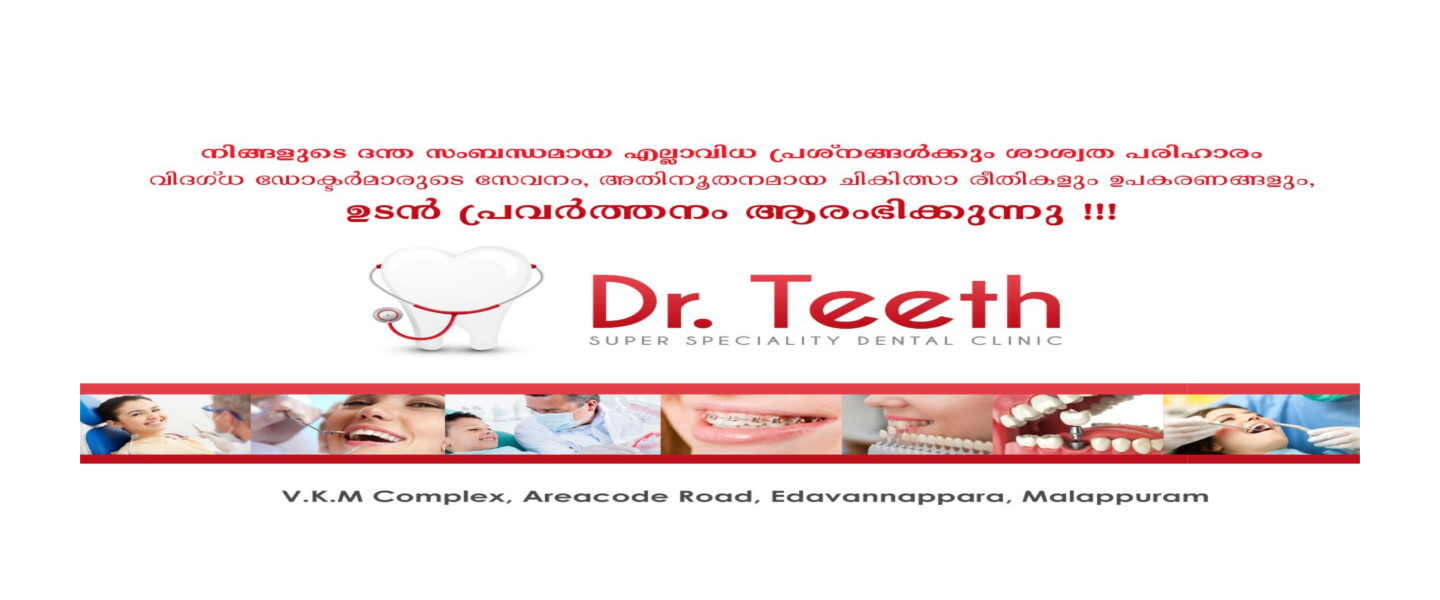 നിങ്ങളുടെ ദന്ത സംബന്ധമായ എല്ലാവിധ പ്രശ്നങ്ങൾക്കും ശാശ്വത പരിഹാരം
വിദഗ്ധ ഡോക്ടർമാരുടെ സേവനം, അതിനൂതനമായ ചികിത്സാ രീതികളും ഉപകരണങ്ങളും,
ഉടൻ പ്രവർത്തനം ആരംഭിക്കുന്നു !!!
Dr. Teeth
SUPER SPECIALITY DENTAL CLINIC
V.K.M Complex, Areacode Road, Edavannappara, Malappuram